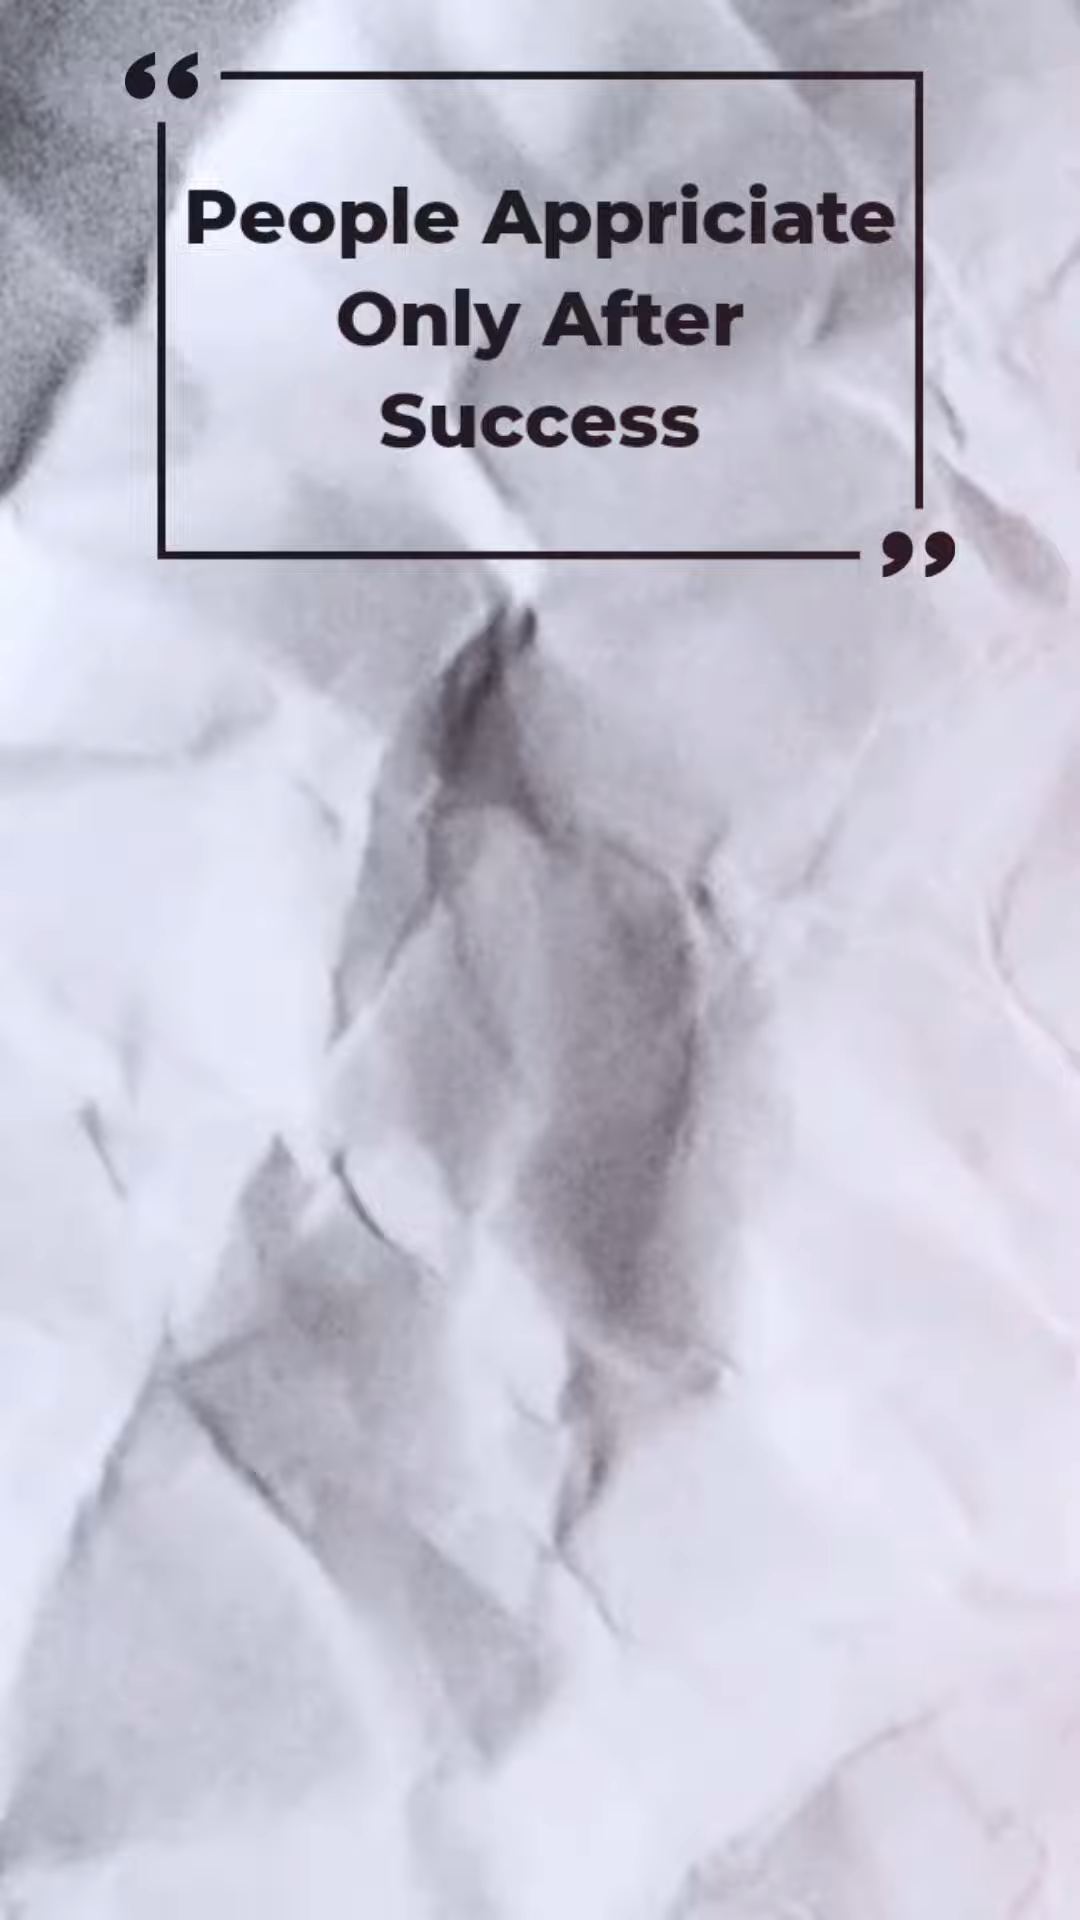 “
People Appriciate
Only After
Success
”